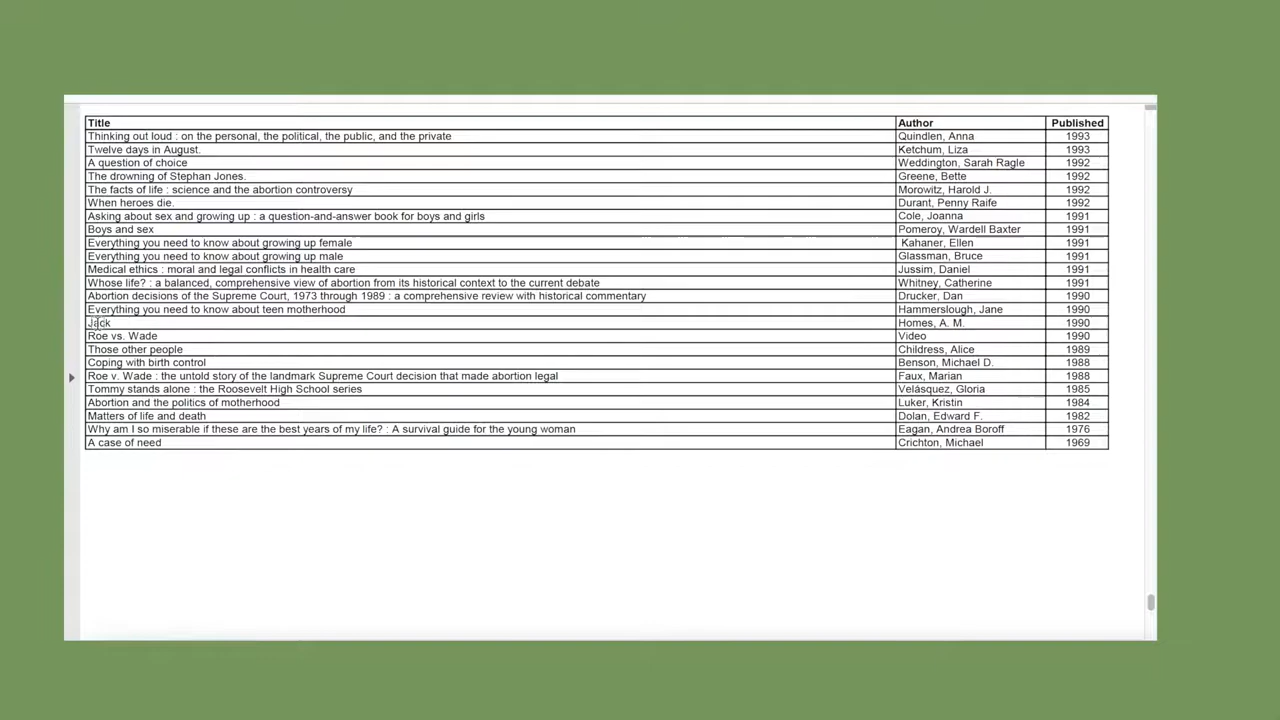 Title Author Published
Thinking out loud : on the personal, the political, the public, and the private Quindlen, Anna 1993
Twelve days in August. Ketchum, Liza 1993
A question of choice Weddington, Sarah Ragle 1992
The drowning of Stephan Jones. Greene, Bette 1992
The facts of life : science and the abortion controversy Morowitz, Harold J. 1992
When heroes die. Durant, Penny Raife 1992
Asking about sex and growing up : a question-and-answer book for boys and girls Cole, Joanna 1991
Boys and sex Pomeroy, Wardell Baxter 1991
Everything you need to know about growing up female Kahaner, Ellen 1991
Everything you need to know about growing up male Glassman, Bruce 1991
Medical ethics : moral and legal conflicts in health care Jussim, Daniel 1991
Whose life? : a balanced, comprehensive view of abortion from its historical context to the current debate Whitney, Catherine 1991
Abortion decisions of the Supreme Court, 1973 through 1989 : a comprehensive review with historical commentary Drucker, Dan 1990
Everything you need to know about teen motherhood Hammerslough, Jane 1990
Jack Homes, A. M. 1990
Roe vs. Wade Video 1990
Those other people Childress, Alice 1989
Coping with birth control Benson, Michael D. 1988
Roe v. Wade : the untold story of the landmark Supreme Court decision that made abortion legal Faux, Marian 1988
Tommy stands alone : the Roosevelt High School series Velásquez, Gloria 1985
Abortion and the politics of motherhood Luker, Kristin 1984
Matters of life and death Dolan, Edward F. 1982
Why am I so miserable if these are the best years of my life? : A survival guide for the young woman Eagan, Andrea Boroff 1976
A case of need Crichton, Michael 1969